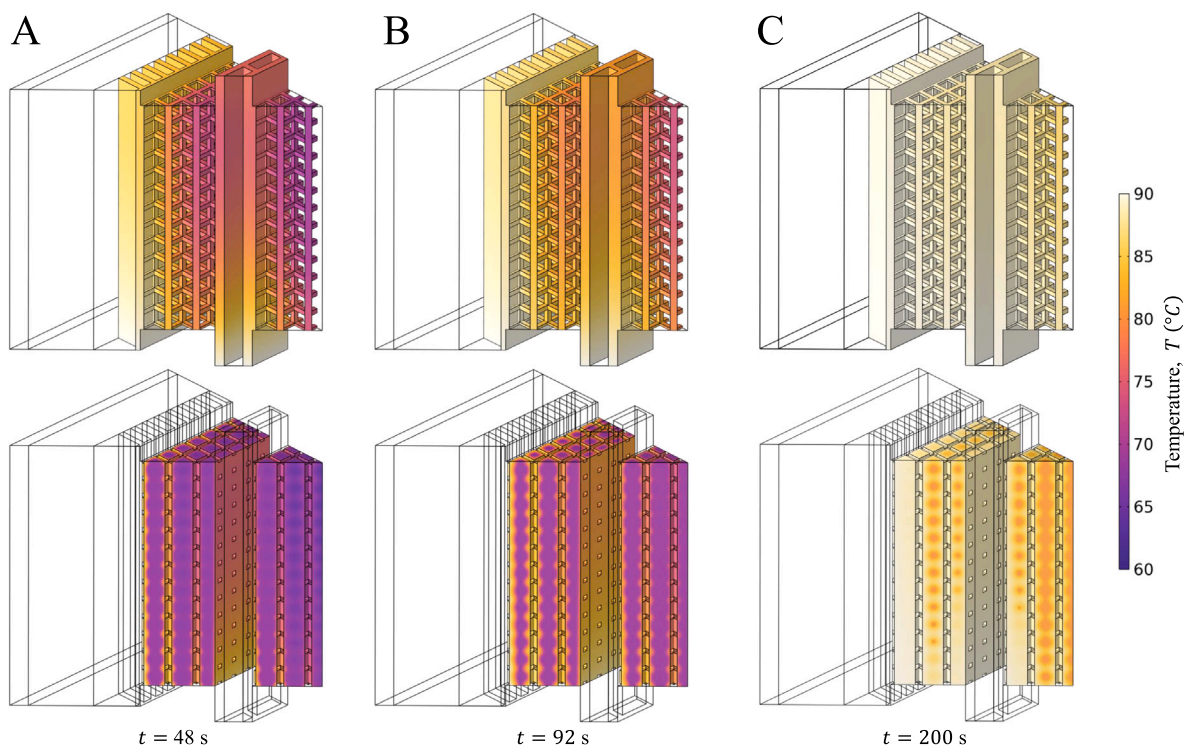 A
B
C
90
85
80
75
70
65
60
Temperature, T (°C)
t = 48 s
t = 92 s
t = 200 s